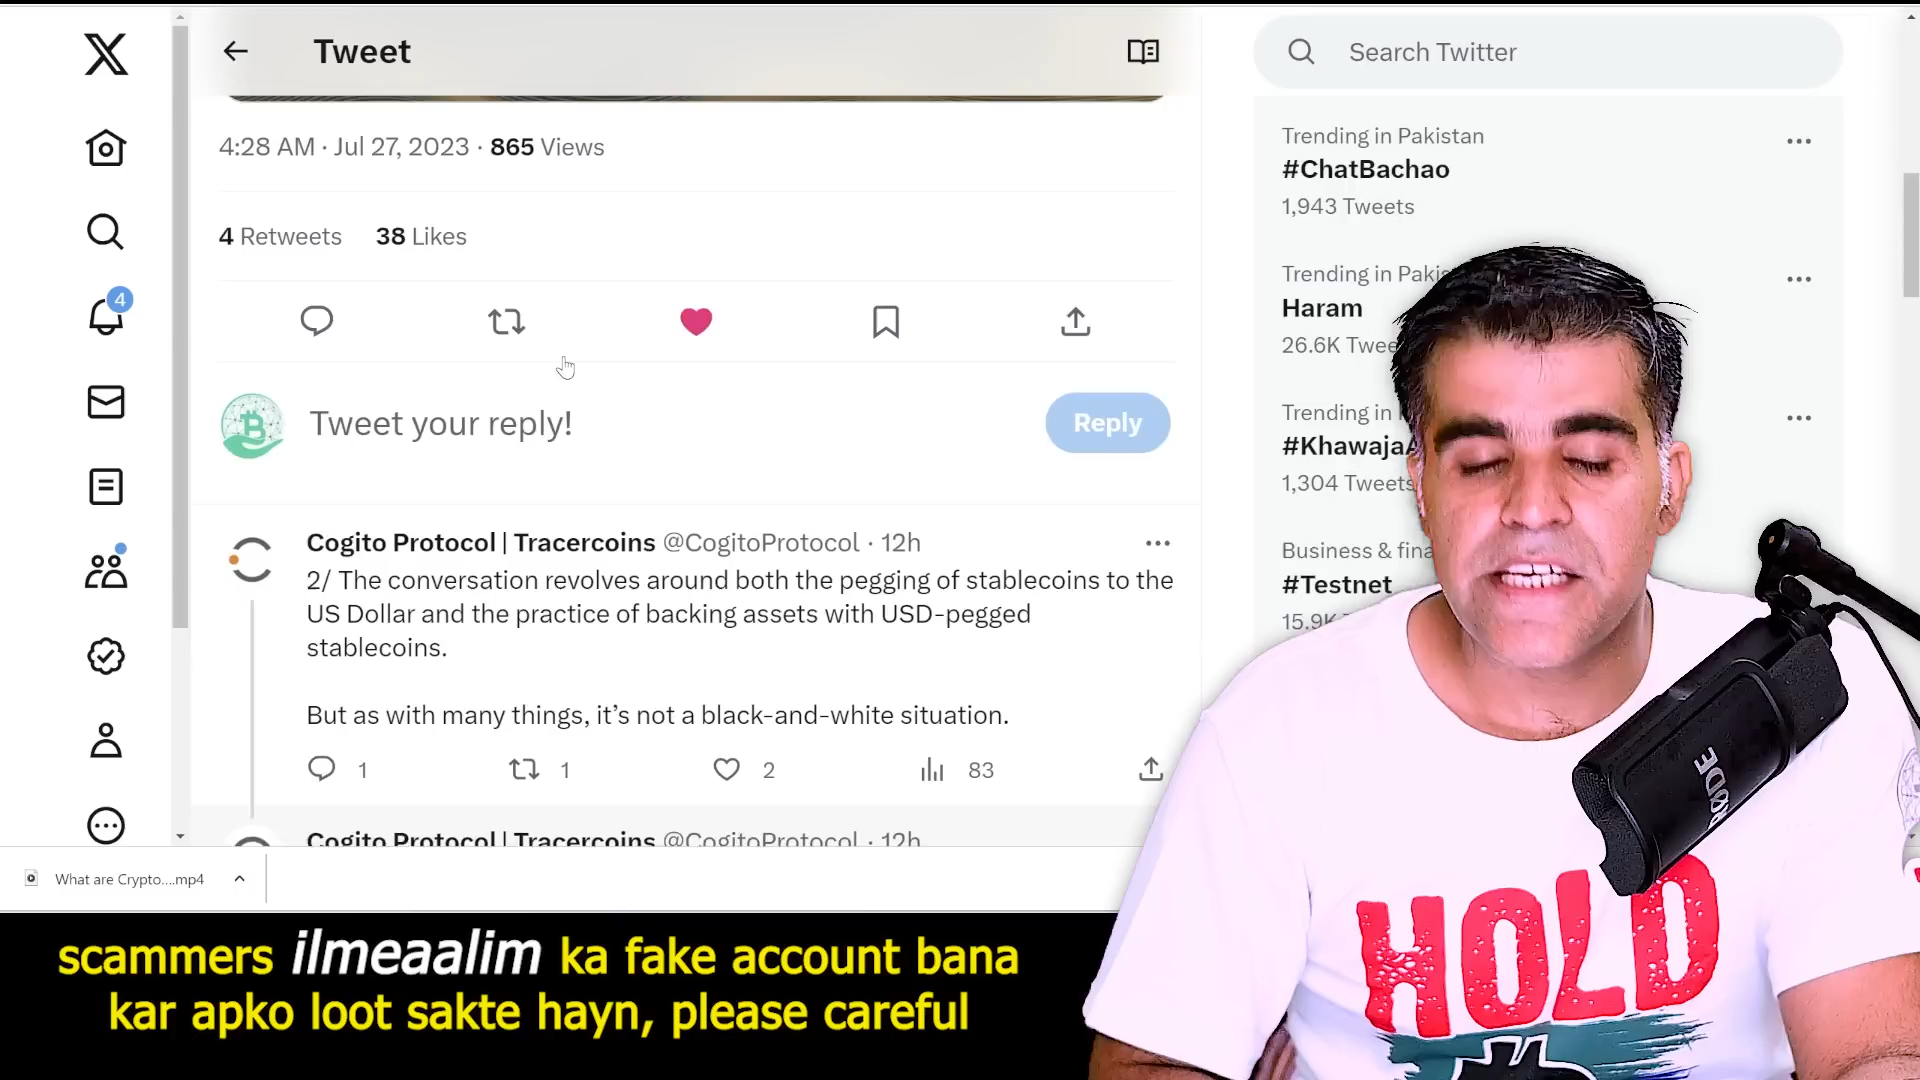 Tweet
Search Twitter
4:28 AM · Jul 27, 2023 · 865 Views
4 Retweets 38 Likes
4
Tweet your reply!
Reply
Cogito Protocol | Tracercoins @CogitoProtocol · 12h
2/ The conversation revolves around both the pegging of stablecoins to the
US Dollar and the practice of backing assets with USD-pegged
stablecoins.
But as with many things, it's not a black-and-white situation.
1 1 2 83
Cogito Protocol | Tracercoins @CogitoProtocol · 12h
Trending in Pakistan
#ChatBachao
1,943 Tweets
Trending in
Haram
26.6K
Trending in
1,304 Tweets
Business &
#Testnet
What are Crypto....mp4
RØDE
HOLD
scammers ilmeaalim ka fake account bana
kar apko loot sakte hayn, please careful